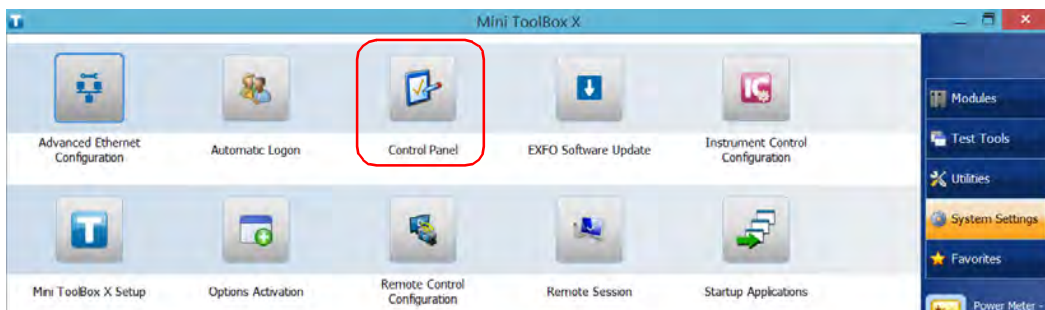 Mini ToolBox X
Advanced Ethernet
Configuration
Automatic Logon
Control Panel
EXFO Software Update
Instrument Control
Configuration
Mini ToolBox X Setup
Options Activation
Remote Control
Configuration
Remote Session
Startup Applications
Modules
Test Tools
Utilities
System Settings
Favorites
Power Meter -